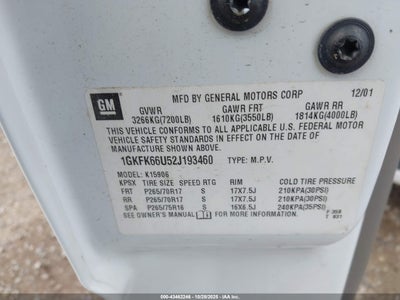 MFD BY GENERAL MOTORS CORP 12/01
GM GVWR GAWR FRT GAWR RR
3266KG(7200LB) 1610KG(3550LB) 1814KG(4000LB)
THIS VEHICLE CONFORMS TO ALL APPLICABLE U.S. FEDERAL
MOTOR VEHICLE SAFETY STANDARDS IN EFFECT ON THE DATE OF
MANUFACTURE SHOWN ABOVE.
1GKFK66U52J193460 TYPE: M.P.V.
MODEL: K15906
KPSX TIRE SIZE SPEED RTG RIM COLD TIRE PRESSURE
FRT P265/70R17 S 17X7.5J 210KPA(30PSI)
RR P265/70R17 S 17X7.5J 210KPA(30PSI)
SPA P265/75R16 S 16X6.5J 240KPA(35PSI)
Owner: 000-43462246 - 10/28/2025 - IAA